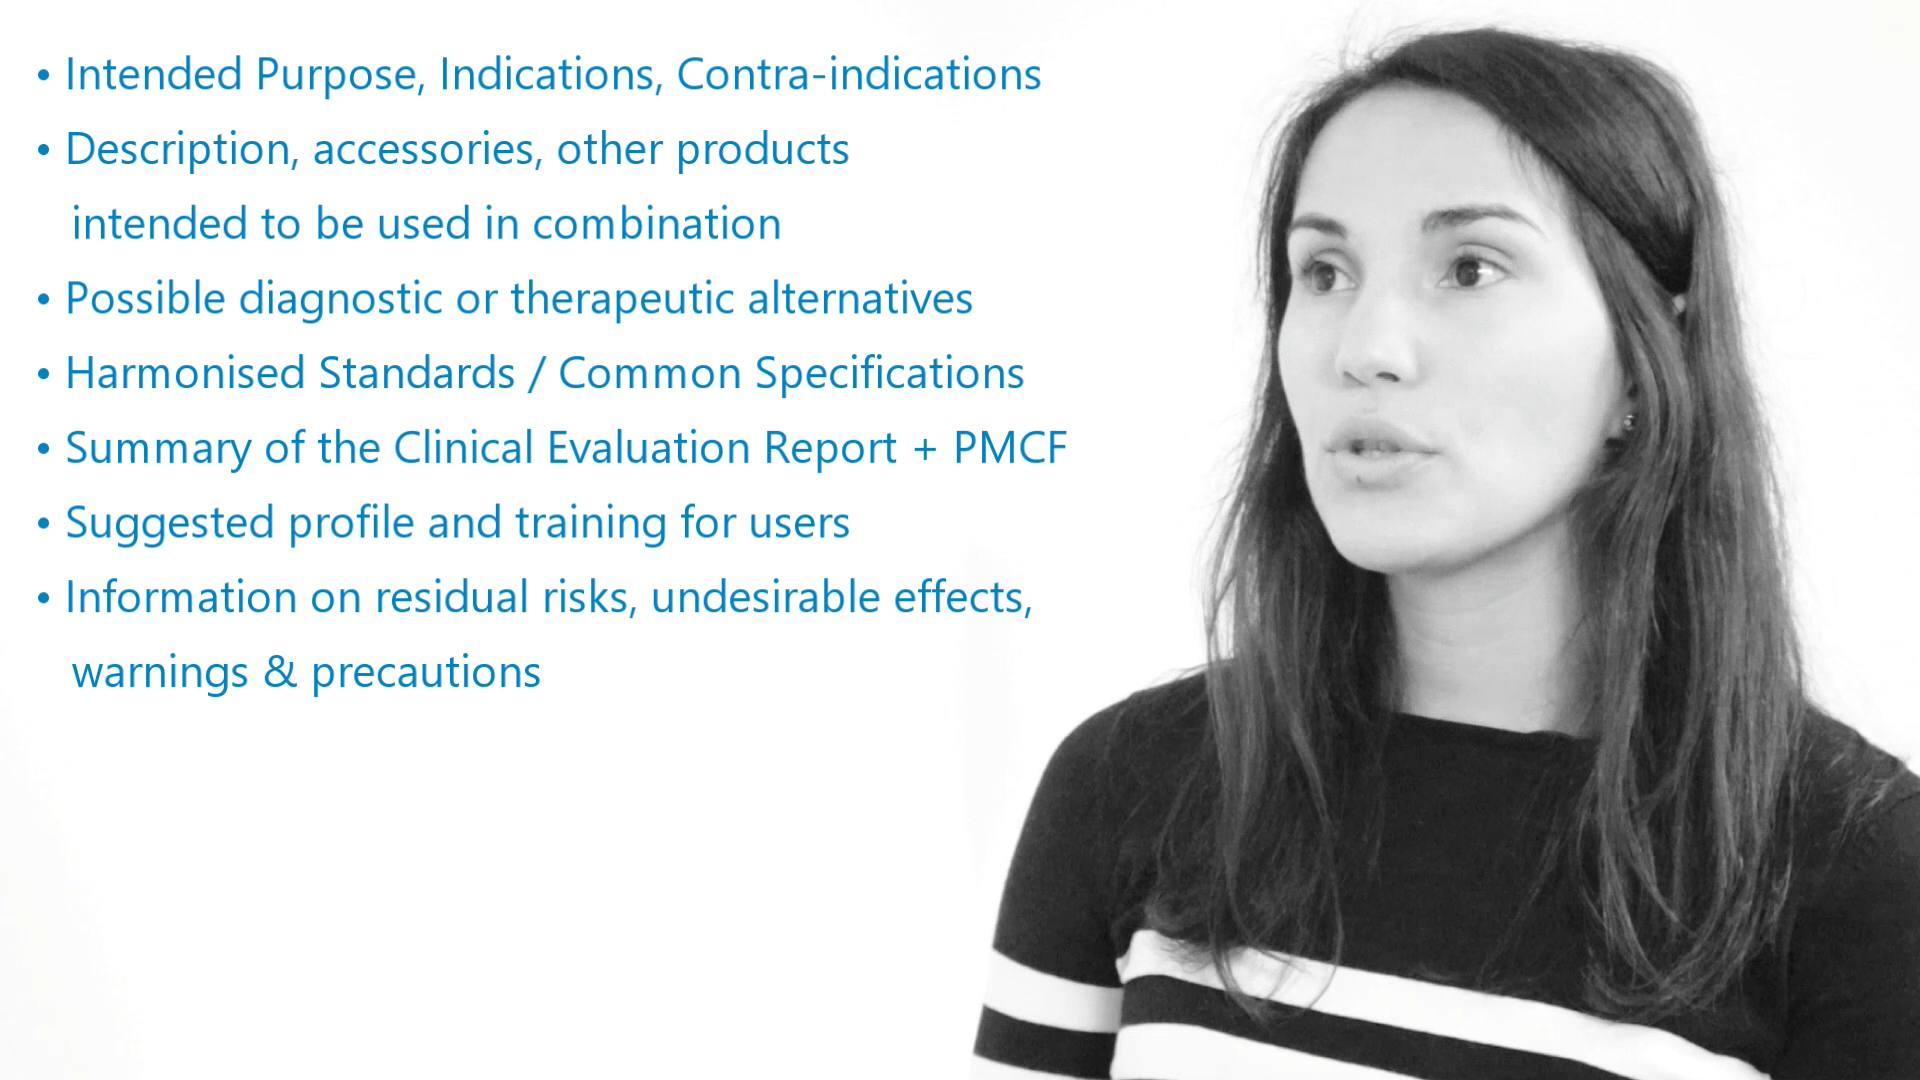 • Intended Purpose, Indications, Contra-indications
• Description, accessories, other products
intended to be used in combination
• Possible diagnostic or therapeutic alternatives
• Harmonised Standards / Common Specifications
• Summary of the Clinical Evaluation Report + PMCF
• Suggested profile and training for users
• Information on residual risks, undesirable effects,
warnings & precautions